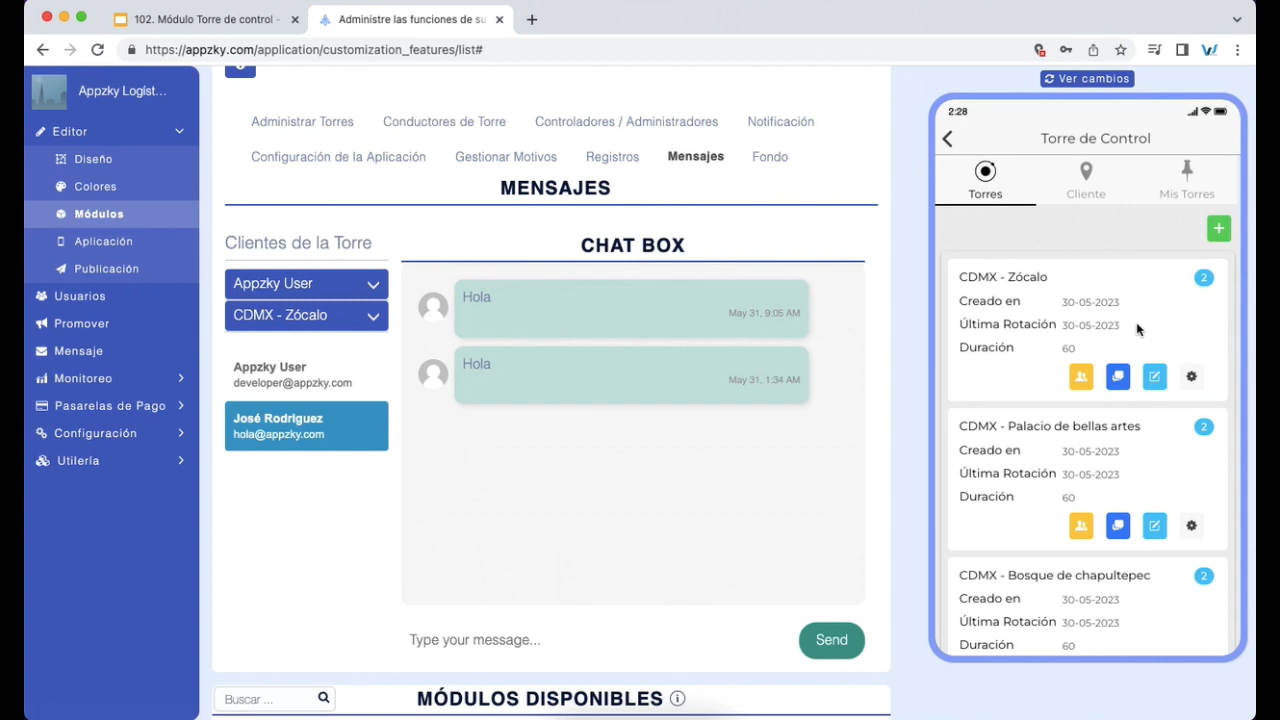 102. Módulo Torre de control -
Administre las funciones de su
https://appzky.com/application/customization_features/list#
Appzky Logíst...
Editor
Diseño
Colores
Módulos
Aplicación
Publicación
Usuarios
Promover
Mensaje
Monitoreo
Pasarelas de Pago
Configuración
Utilería
Administrar Torres
Conductores de Torre
Controladores / Administradores
Notificación
Configuración de la Aplicación
Gestionar Motivos
Registros
Mensajes
Fondo
MENSAJES
Clientes de la Torre
Appzky User
CDMX - Zócalo
Appzky User
developer@appzky.com
José Rodriguez
hola@appzky.com
CHAT BOX
Hola
May 31, 9:05 AM
Hola
May 31, 1:34 AM
Type your message...
Send
Buscar ...
MÓDULOS DISPONIBLES
Ver cambios
2:28
Torre de Control
Torres
Cliente
Mis Torres
+
CDMX - Zócalo
2
Creado en 30-05-2023
Última Rotación 30-05-2023
Duración 60
CDMX - Palacio de bellas artes
2
Creado en 30-05-2023
Última Rotación 30-05-2023
Duración 60
CDMX - Bosque de chapultepec
2
Creado en 30-05-2023
Última Rotación 30-05-2023
Duración 60